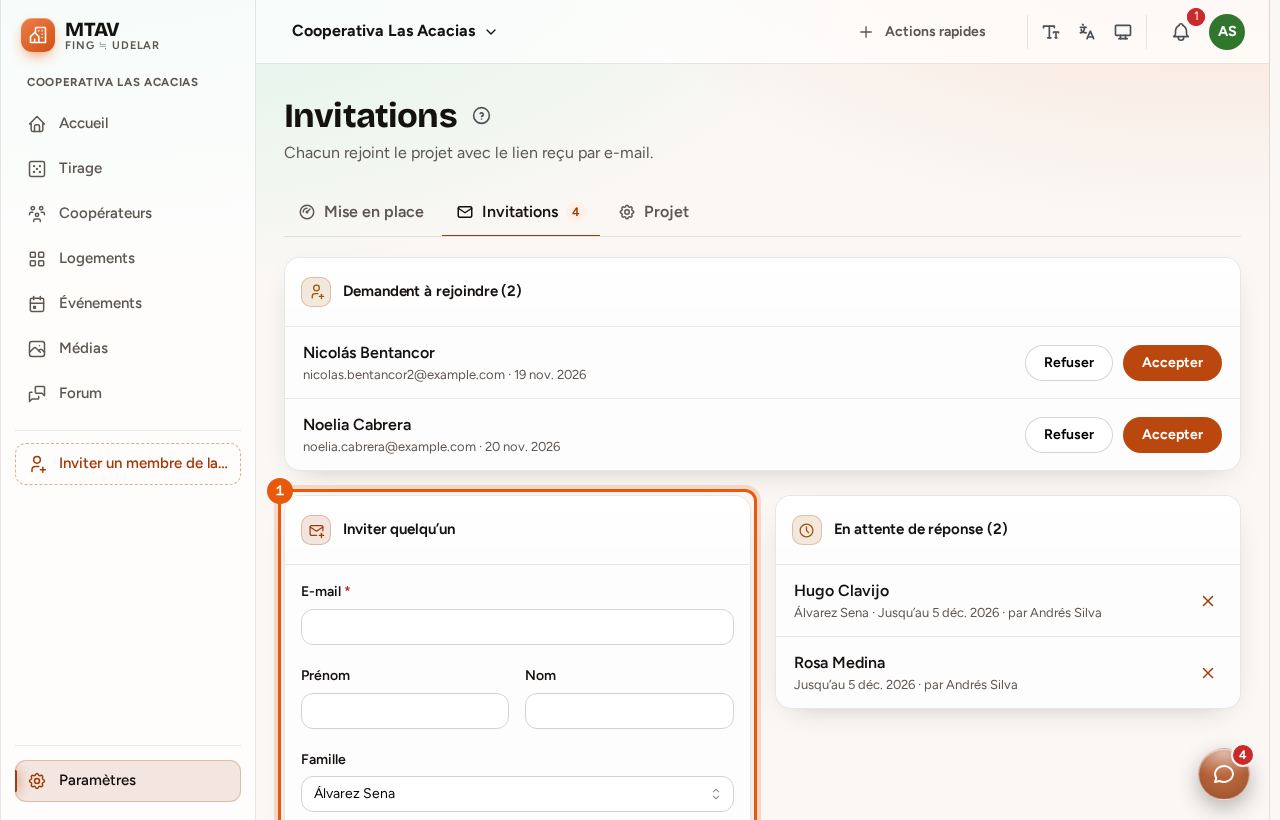 MTAV
FING ≒ UDELAR
COOPERATIVA LAS ACACIAS
Accueil
Tirage
Coopérateurs
Logements
Événements
Médias
Forum
Inviter un membre de la…
Paramètres
Cooperativa Las Acacias
Actions rapides
1
AS
Invitations
Chacun rejoint le projet avec le lien reçu par e-mail.
Mise en place
Invitations 4
Projet
Demandent à rejoindre (2)
Nicolás Bentancor
nicolas.bentancor2@example.com · 19 nov. 2026
Refuser
Accepter
Noelia Cabrera
noelia.cabrera@example.com · 20 nov. 2026
Refuser
Accepter
1
Inviter quelqu’un
E-mail *
Prénom
Nom
Famille
Álvarez Sena
En attente de réponse (2)
Hugo Clavijo
Álvarez Sena · Jusqu’au 5 déc. 2026 · par Andrés Silva
Rosa Medina
Jusqu’au 5 déc. 2026 · par Andrés Silva
4